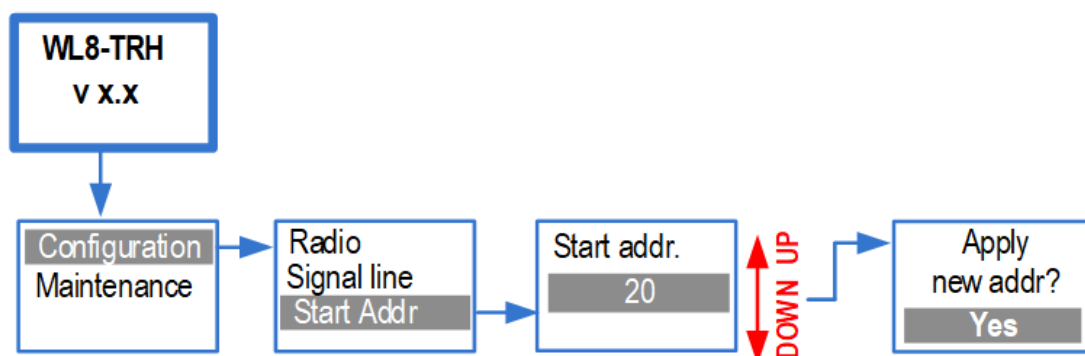 WL8-TRH
v x.x
Configuration
Maintenance
Radio
Signal line
Start Addr
Start addr.
20
DOWN UP
Apply
new addr?
Yes